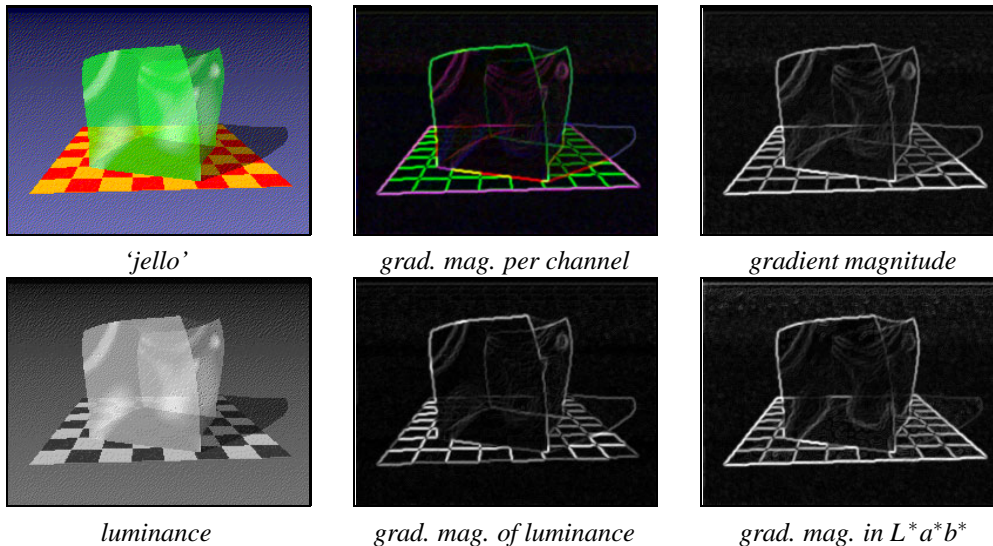 ‘jello’
grad. mag. per channel
gradient magnitude
luminance
grad. mag. of luminance
grad. mag. in L*a*b*